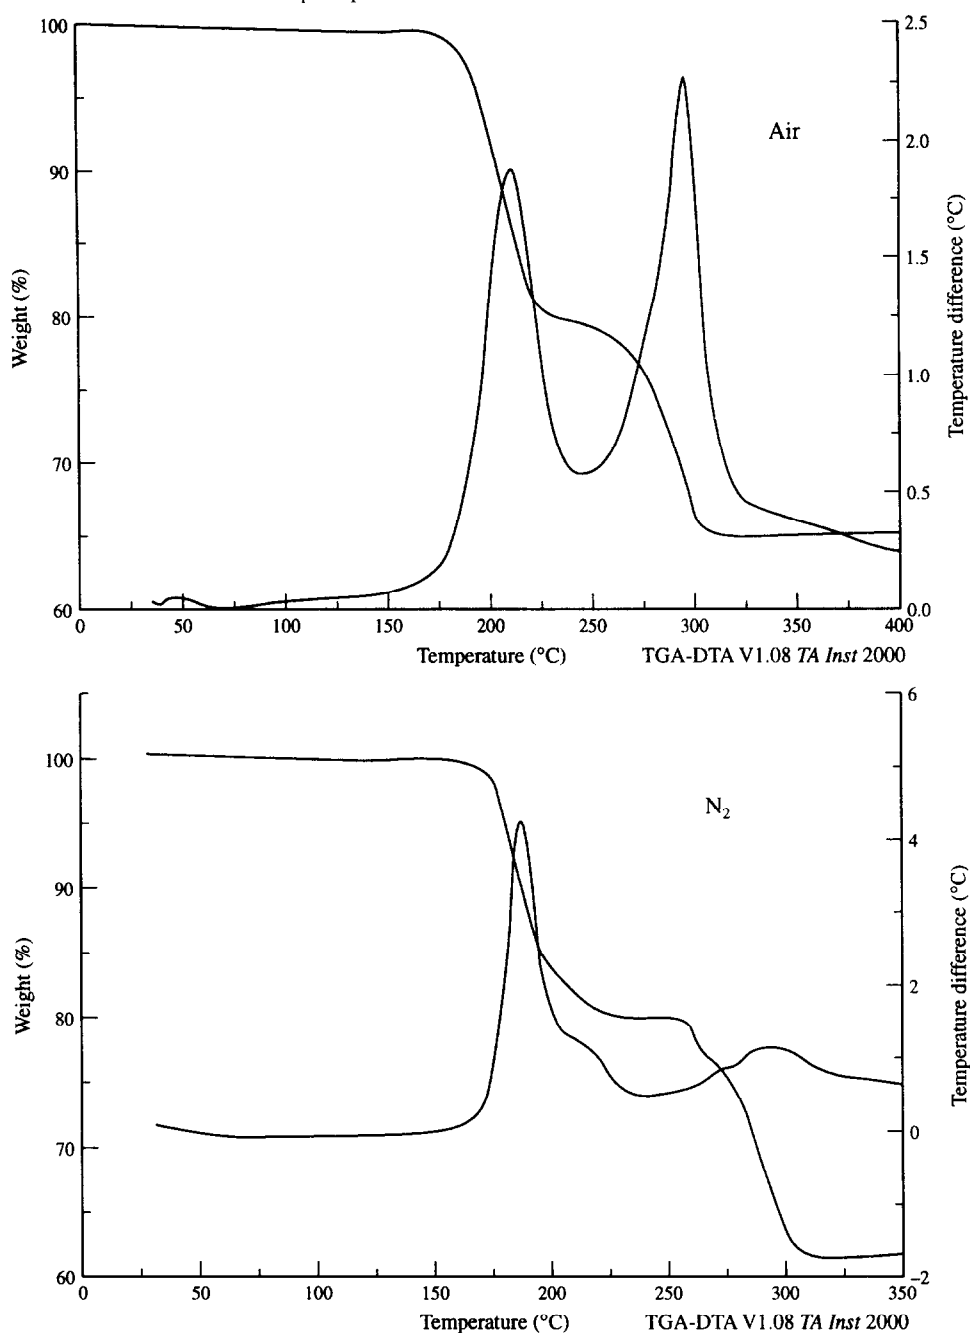 100
90
80
70
60
Weight (%)
2.5
2.0
1.5
1.0
0.5
0.0
Temperature difference (°C)
Air
0 50 100 150 200 250 300 350 400
Temperature (°C)
TGA-DTA V1.08 TA Inst 2000
100
90
80
70
60
Weight (%)
6
4
2
0
−2
Temperature difference (°C)
N₂
0 50 100 150 200 250 300 350
Temperature (°C)
TGA-DTA V1.08 TA Inst 2000